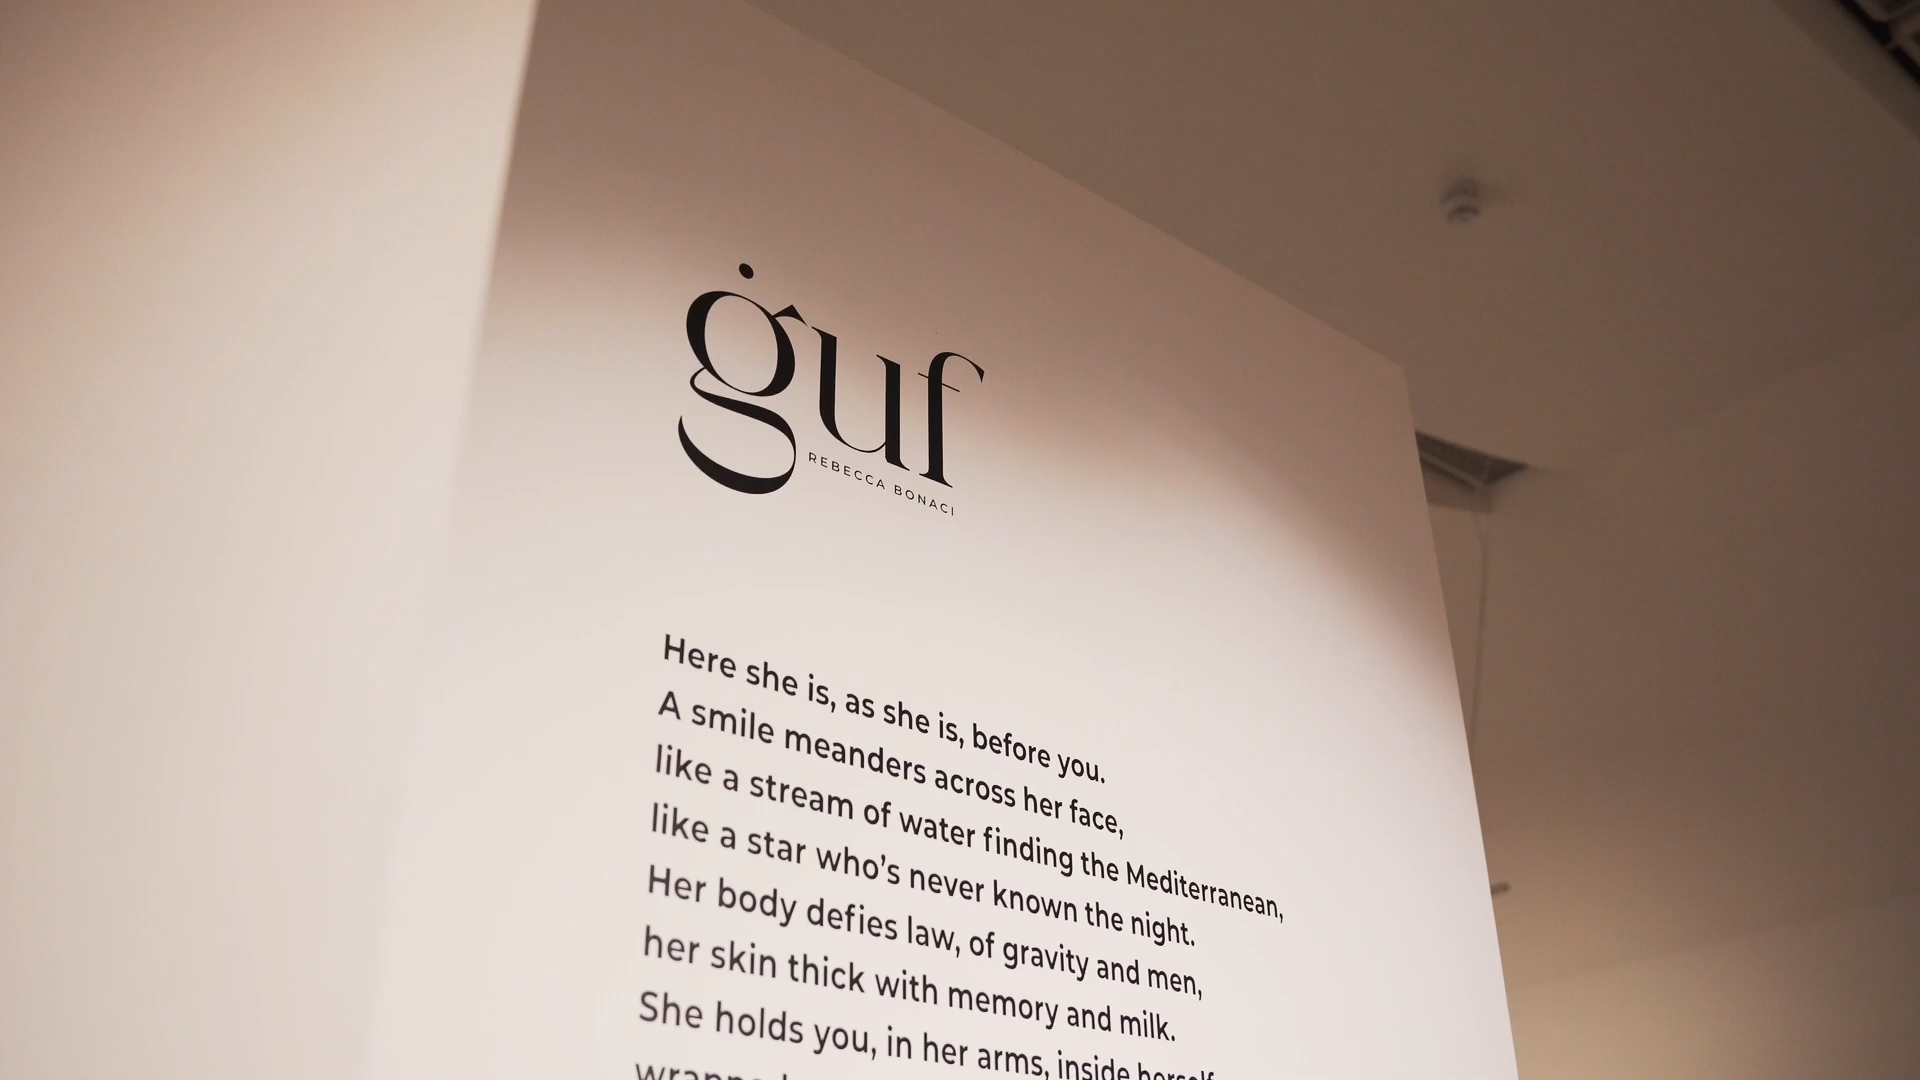 ġuf
REBECCA BONACI
Here she is, as she is, before you.
A smile meanders across her face,
like a stream of water finding the Mediterranean,
like a star who’s never known the night.
Her body defies law, of gravity and men,
her skin thick with memory and milk.
She holds you, in her arms, inside herself